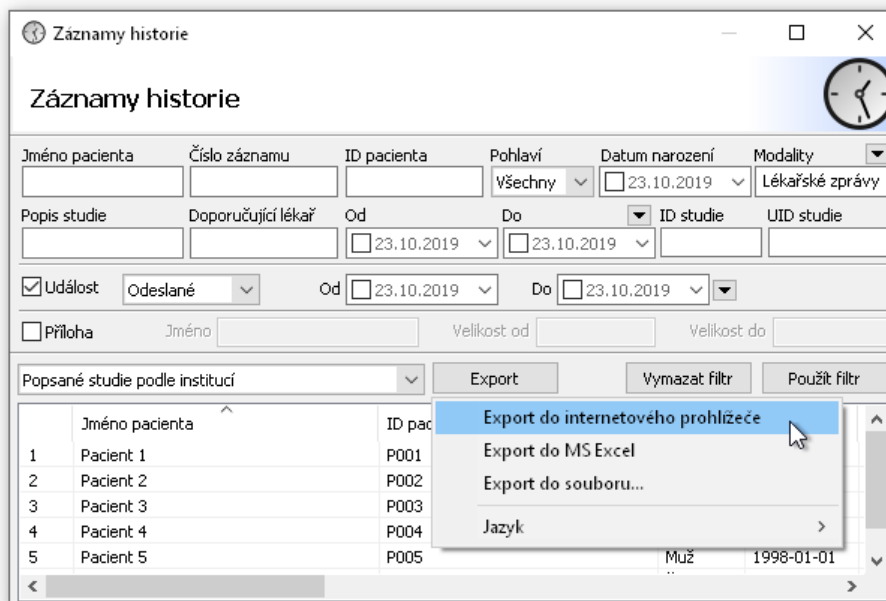 Záznamy historie
Záznamy historie
Jméno pacienta Číslo záznamu ID pacienta Pohlaví Datum narození Modality
Všechny 23.10.2019 Lékařské zprávy
Popis studie Doporučující lékař Od Do ID studie UID studie
23.10.2019 23.10.2019
Událost Odeslané Od 23.10.2019 Do 23.10.2019
Příloha Jméno Velikost od Velikost do
Popsané studie podle institucí Export Vymazat filtr Použít filtr
Export do internetového prohlížeče
Jméno pacienta ID
Export do MS Excel
1 Pacient 1 P001
2 Pacient 2 P002
Export do souboru...
3 Pacient 3 P003
4 Pacient 4 P004
Jazyk
5 Pacient 5 P005 Muž 1998-01-01